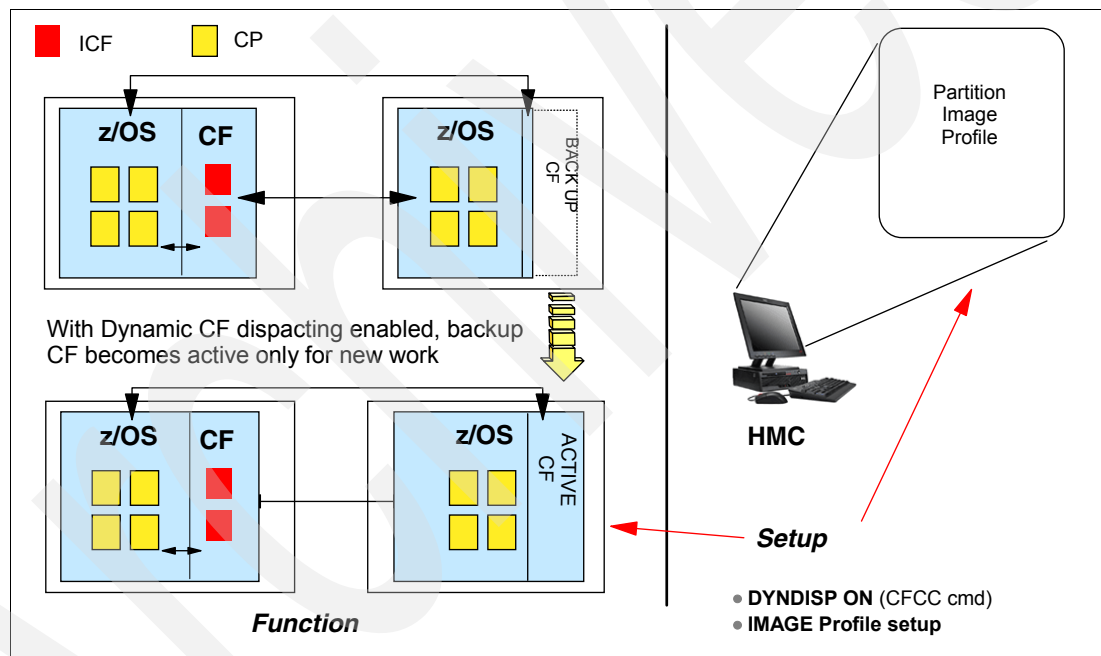 ICF
CP
z/OS
CF
z/OS
BACK UP
CF
With Dynamic CF dispacting enabled, backup
CF becomes active only for new work
z/OS
CF
z/OS
ACTIVE
CF
Function
Partition
Image
Profile
HMC
Setup
• DYNDISP ON (CFCC cmd)
• IMAGE Profile setup